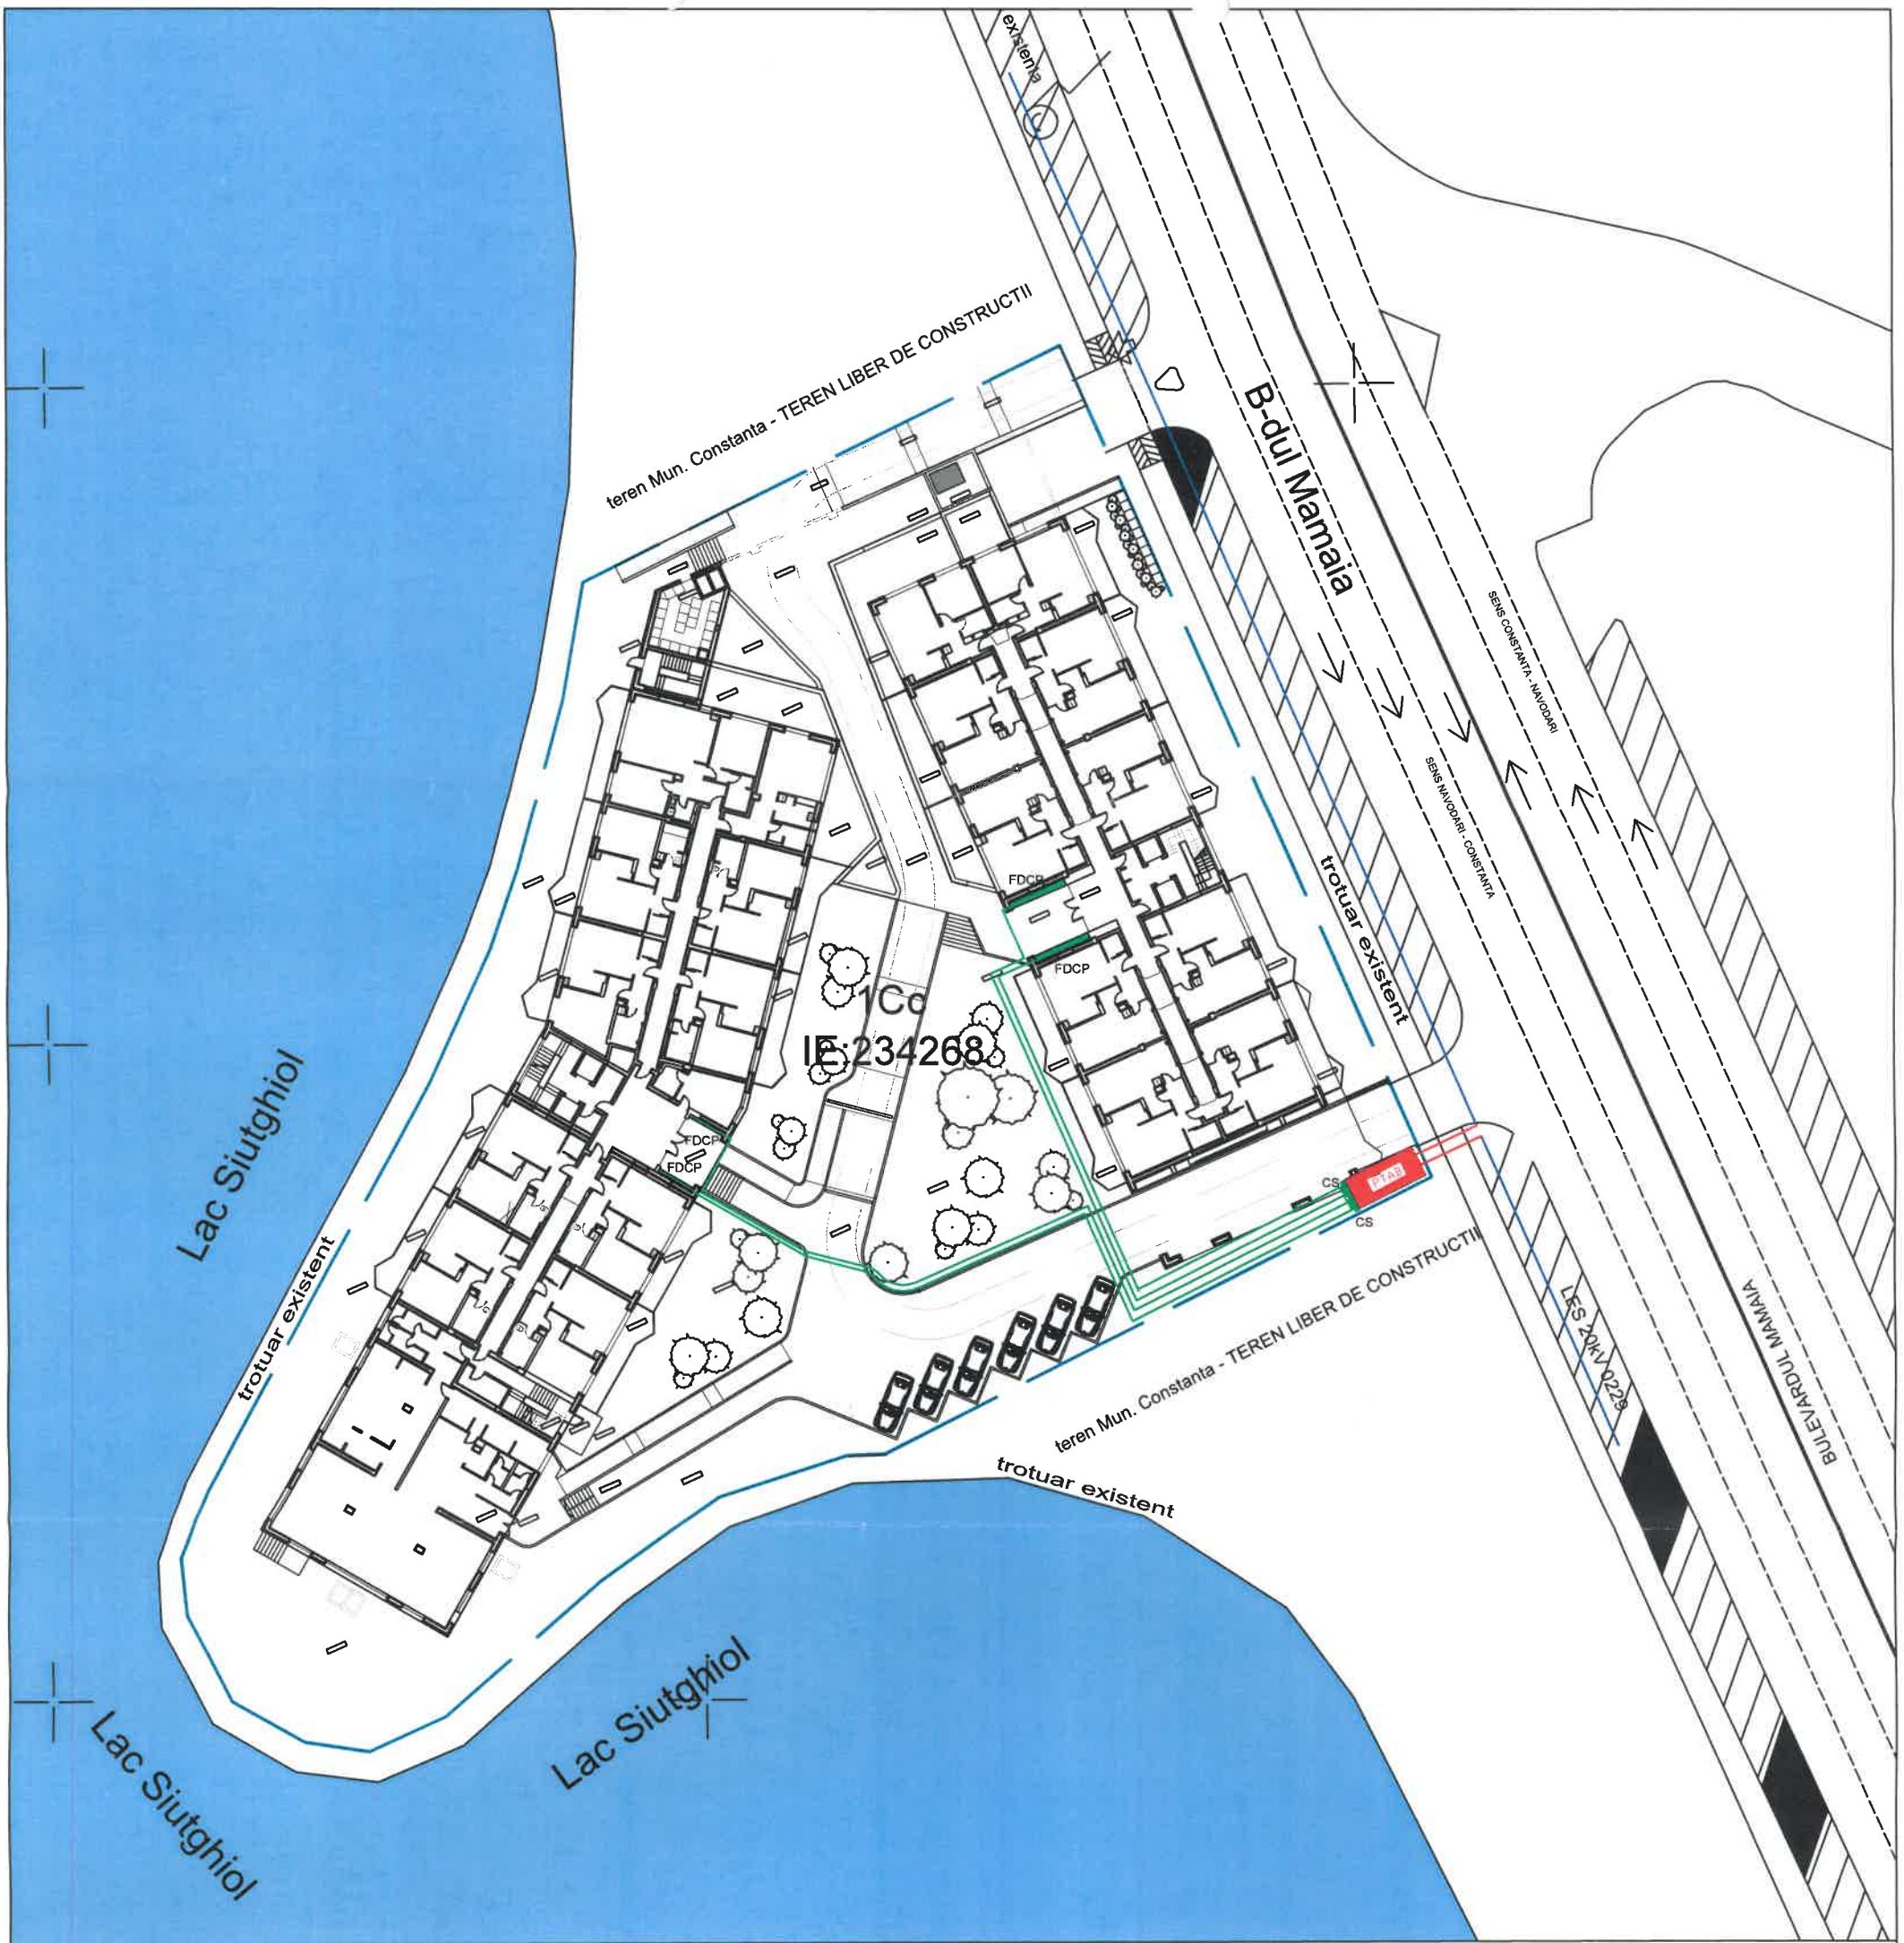 existenta
teren Mun. Constanta - TEREN LIBER DE CONSTRUCTII
B-dul Mamaia
SENS CONSTANTA - NAVODARI
SENS NAVODARI - CONSTANTA
trotuar existent
FDCP
FDCP
1Cc
IE:234268
Lac Siutghiol
FDCP
FDCP
CS
PTAB
CS
trotuar existent
teren Mun. Constanta - TEREN LIBER DE CONSTRUCTII
LES 20kV 0229
BULEVARDUL MAMAIA
trotuar existent
Lac Siutghiol
Lac Siutghiol